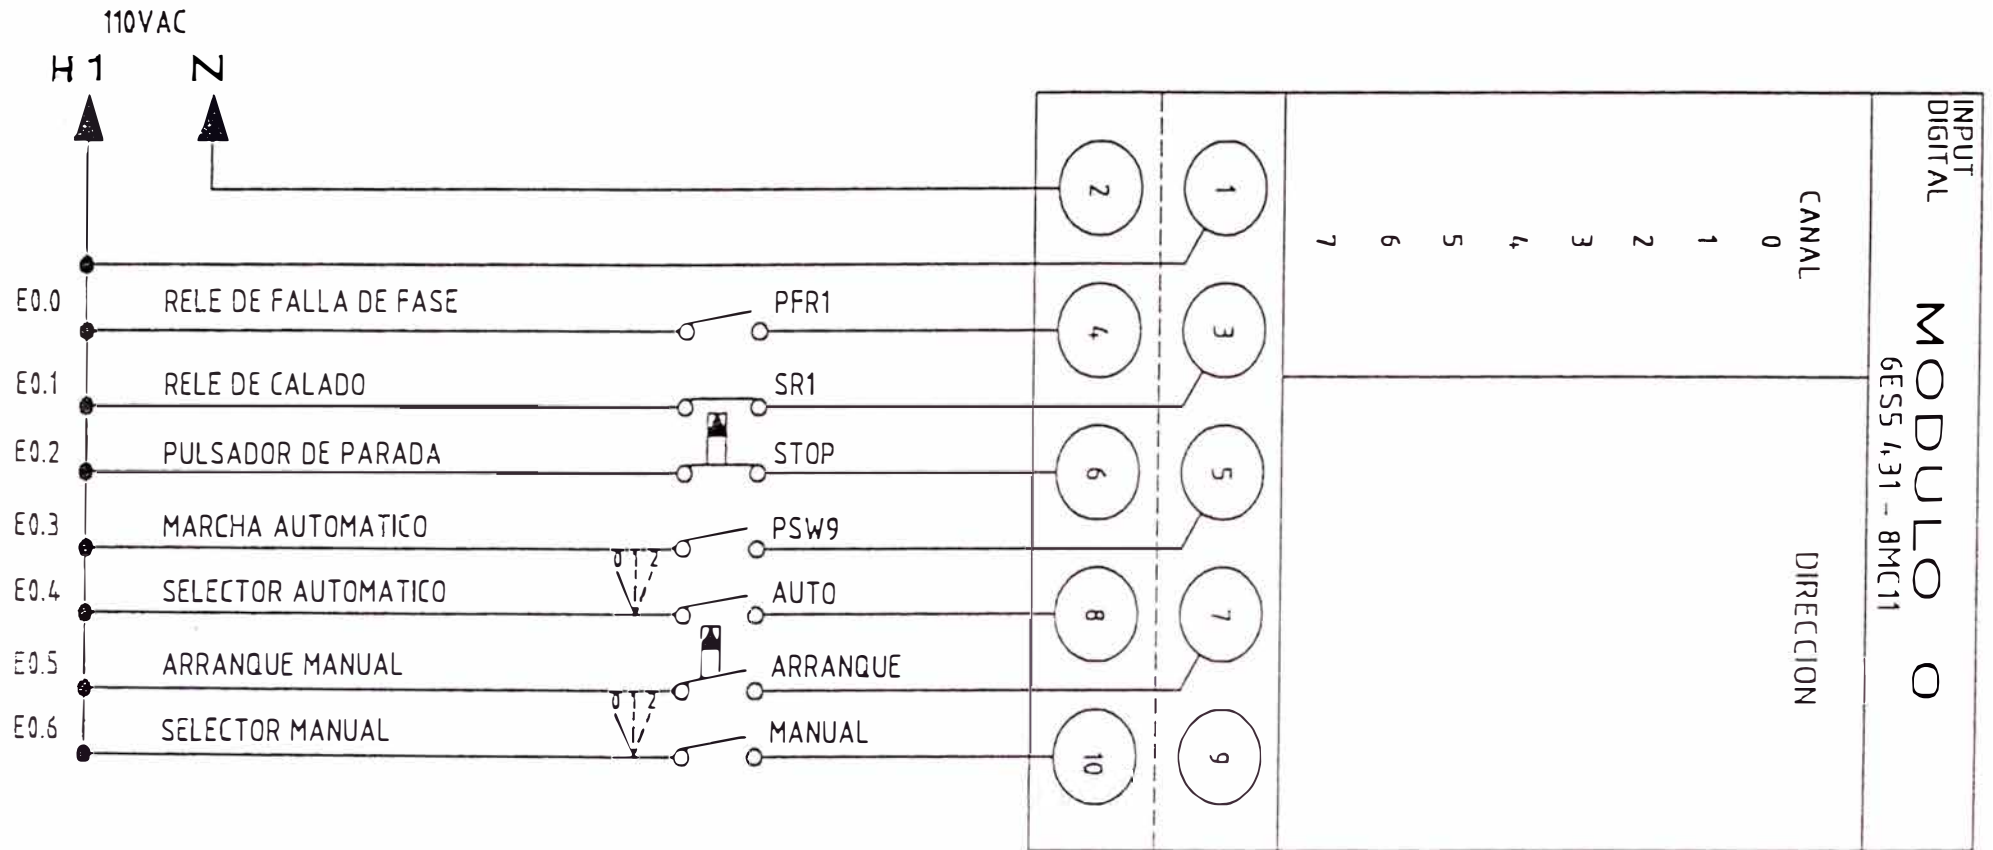 110VAC
H1 N
E0.0 RELE DE FALLA DE FASE PFR1
E0.1 RELE DE CALADO SR1
E0.2 PULSADOR DE PARADA STOP
E0.3 MARCHA AUTOMATICO PSW9
0 2
E0.4 SELECTOR AUTOMATICO AUTO
E0.5 ARRANQUE MANUAL ARRANQUE
0 2
E0.6 SELECTOR MANUAL MANUAL
2 1
4 3
6 5
8 7
10 9
INPUT
DIGITAL
MODULO 0
6ES5 431 - 8MC11
CANAL
0 1 2 3 4 5 6 7
DIRECCION